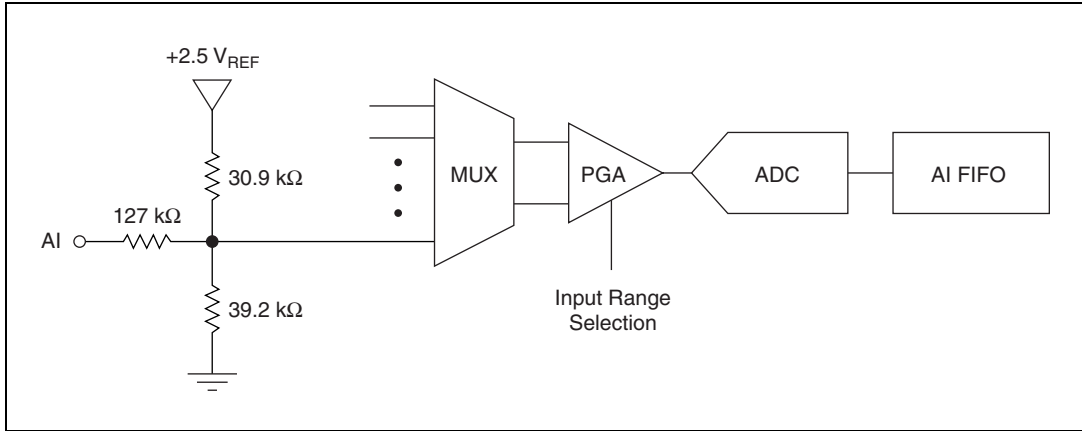 +2.5 V_REF
30.9 kΩ
127 kΩ
AI
39.2 kΩ
MUX
PGA
ADC
AI FIFO
Input Range
Selection